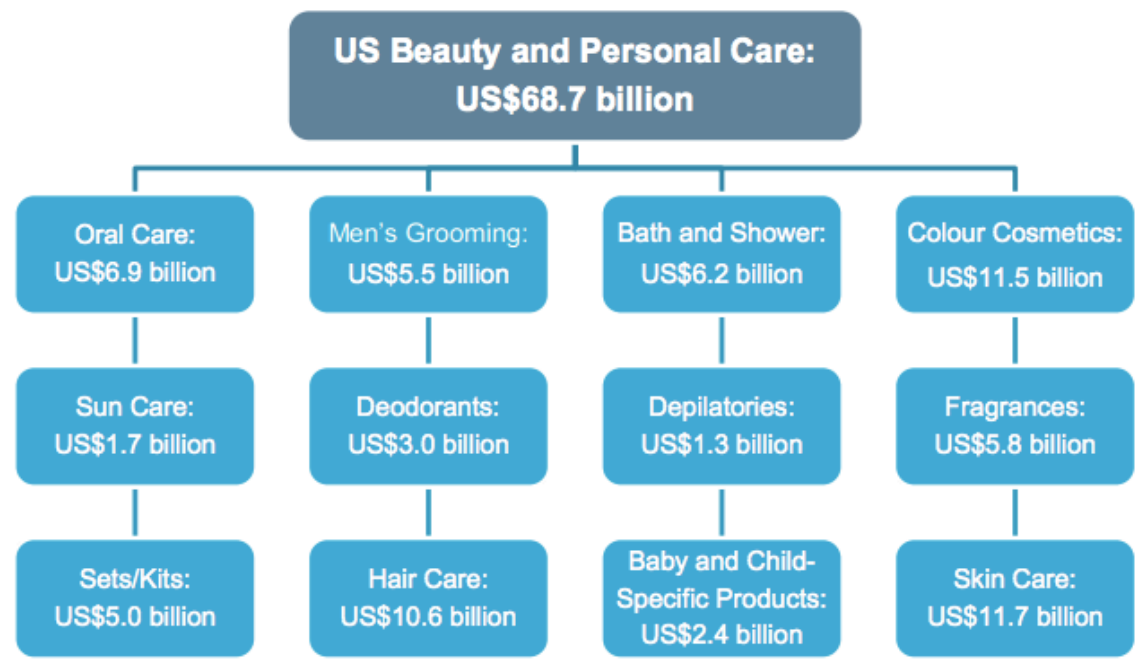 US Beauty and Personal Care:
US$68.7 billion
Oral Care:
US$6.9 billion
Men's Grooming:
US$5.5 billion
Bath and Shower:
US$6.2 billion
Colour Cosmetics:
US$11.5 billion
Sun Care:
US$1.7 billion
Deodorants:
US$3.0 billion
Depilatories:
US$1.3 billion
Fragrances:
US$5.8 billion
Sets/Kits:
US$5.0 billion
Hair Care:
US$10.6 billion
Baby and Child-
Specific Products:
US$2.4 billion
Skin Care:
US$11.7 billion